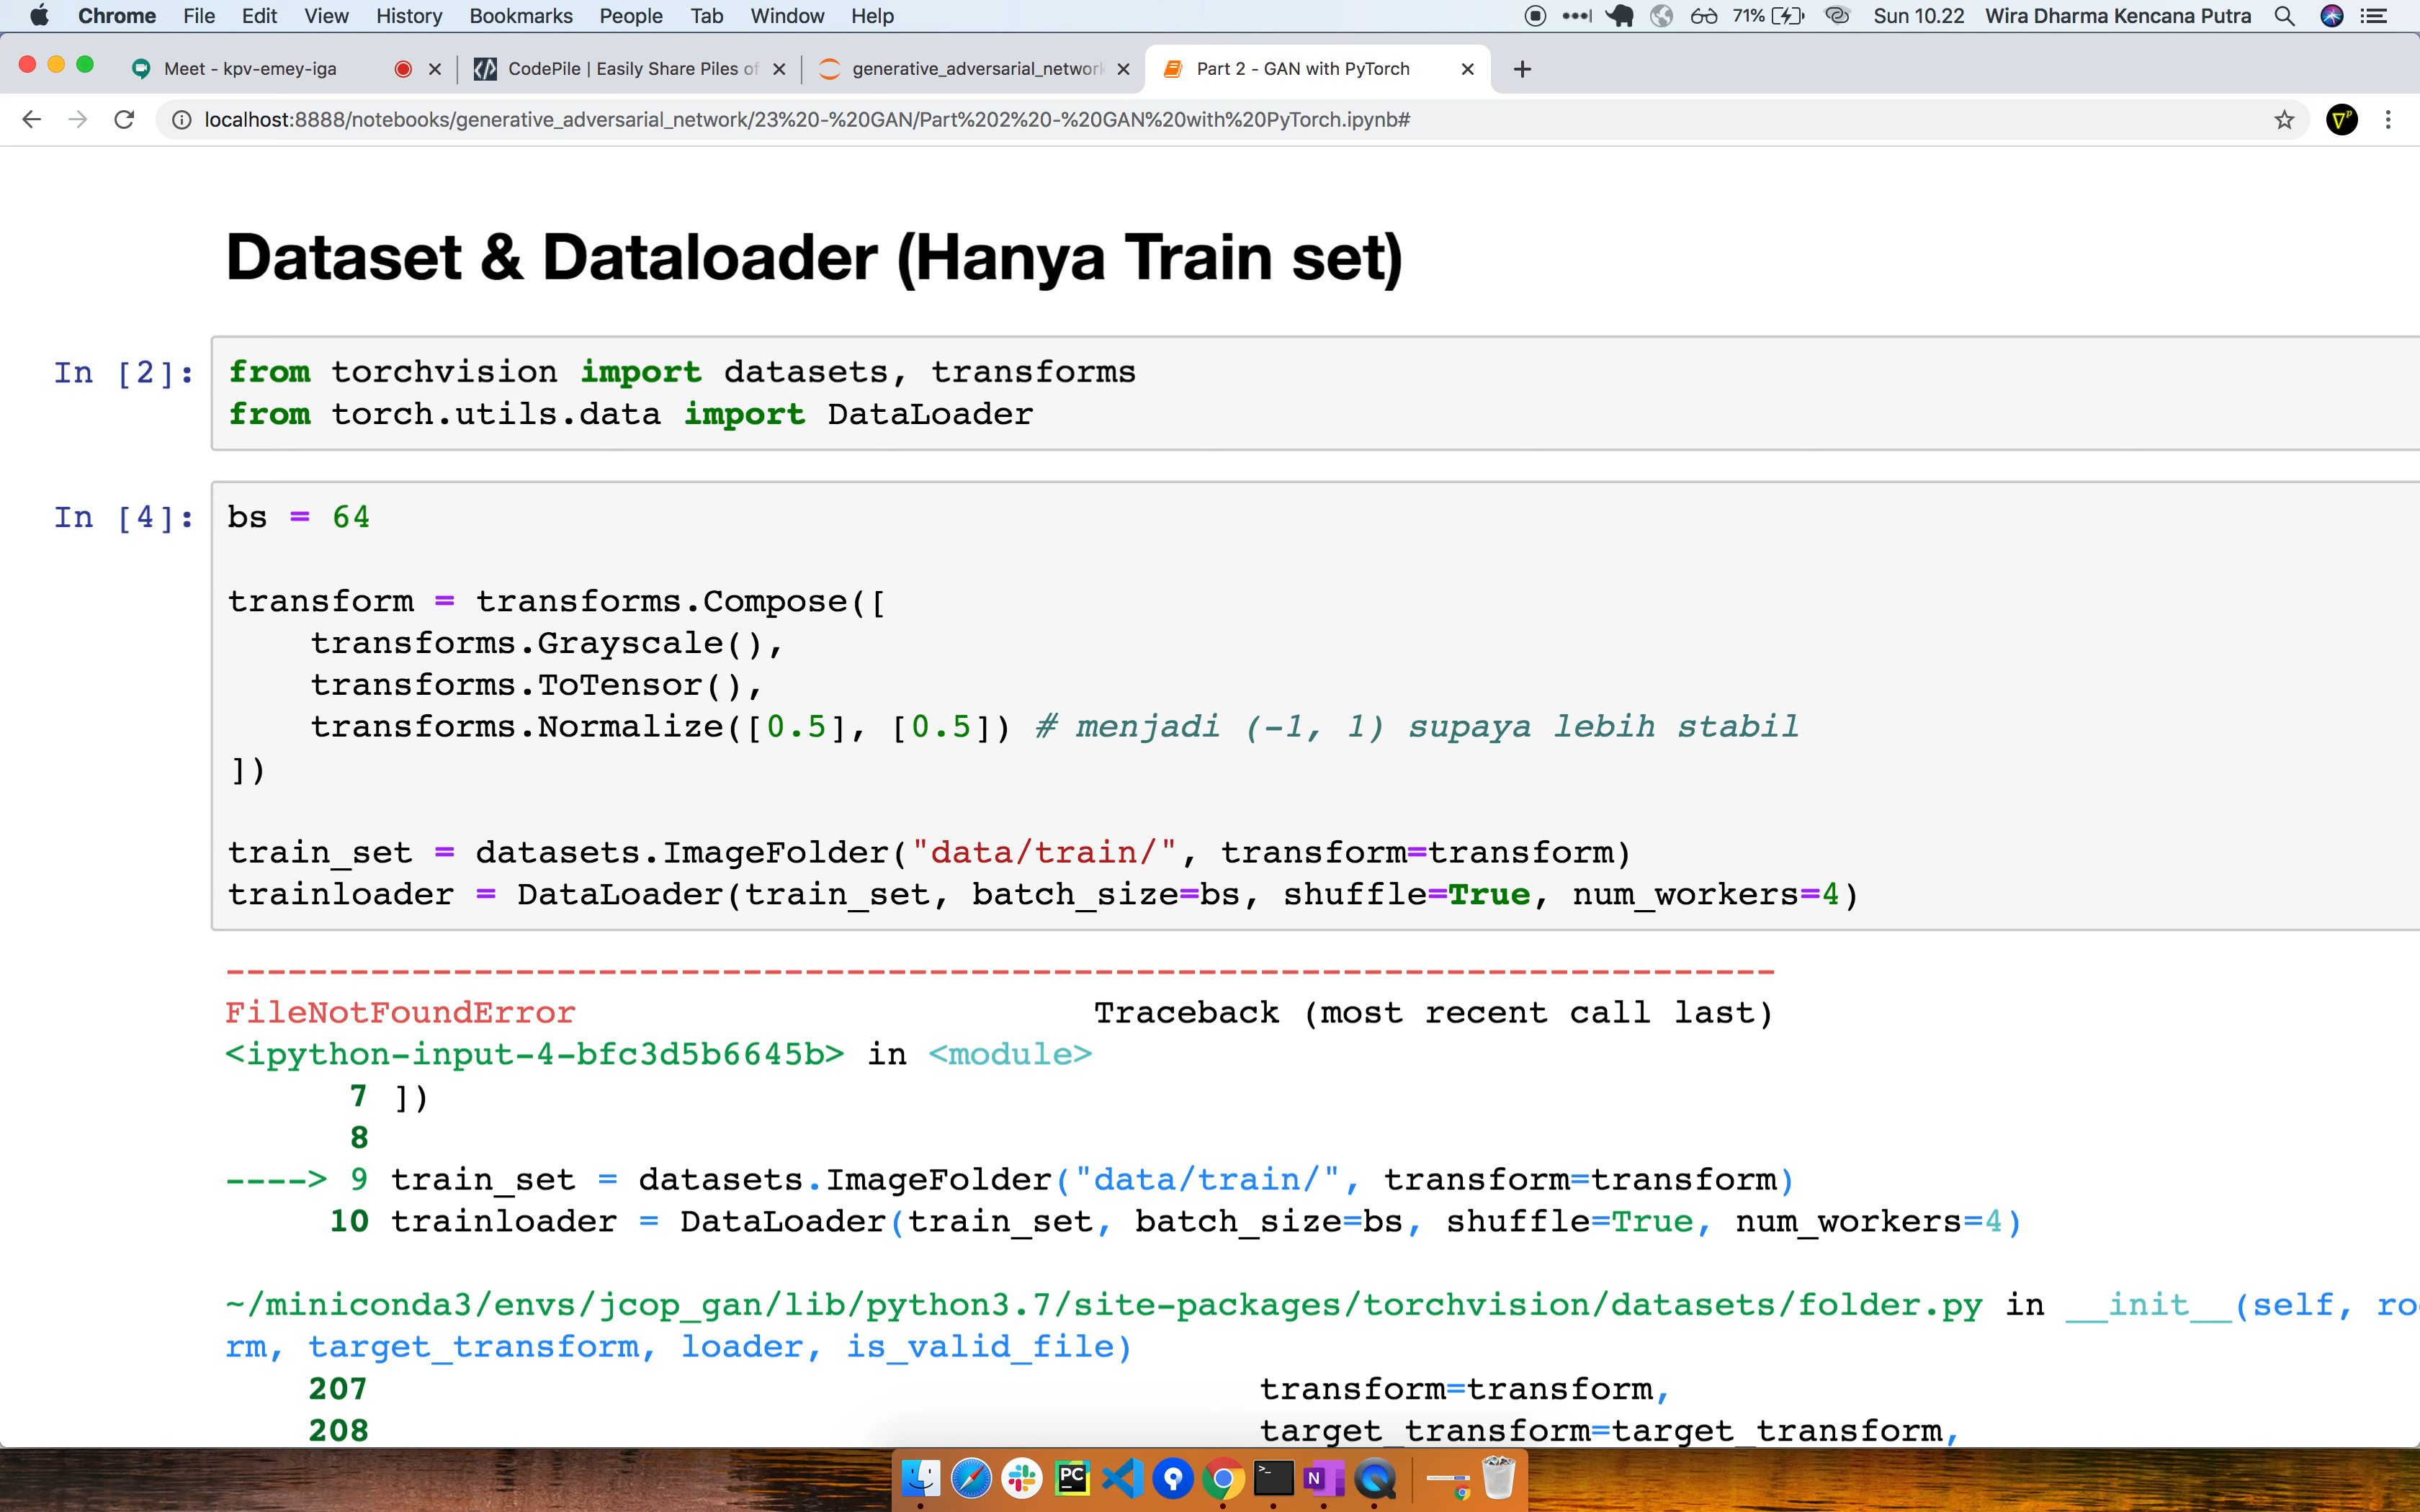 Chrome File Edit View History Bookmarks People Tab Window Help 71% Sun 10.22 Wira Dharma Kencana Putra
Meet - kpv-emey-iga CodePile | Easily Share Piles of generative_adversarial_network Part 2 - GAN with PyTorch
localhost:8888/notebooks/generative_adversarial_network/23%20-%20GAN/Part%202%20-%20GAN%20with%20PyTorch.ipynb#
Dataset & Dataloader (Hanya Train set)
In [2]: from torchvision import datasets, transforms
from torch.utils.data import DataLoader
In [4]: bs = 64
transform = transforms.Compose([
transforms.Grayscale(),
transforms.ToTensor(),
transforms.Normalize([0.5], [0.5]) # menjadi (-1, 1) supaya lebih stabil
])
train_set = datasets.ImageFolder("data/train/", transform=transform)
trainloader = DataLoader(train_set, batch_size=bs, shuffle=True, num_workers=4)
---------------------------------------------------------------------------
FileNotFoundError Traceback (most recent call last)
<ipython-input-4-bfc3d5b6645b> in <module>
7 ])
8
----> 9 train_set = datasets.ImageFolder("data/train/", transform=transform)
10 trainloader = DataLoader(train_set, batch_size=bs, shuffle=True, num_workers=4)
~/miniconda3/envs/jcop_gan/lib/python3.7/site-packages/torchvision/datasets/folder.py in __init__(self, ro
rm, target_transform, loader, is_valid_file)
207 transform=transform,
208 target_transform=target_transform,